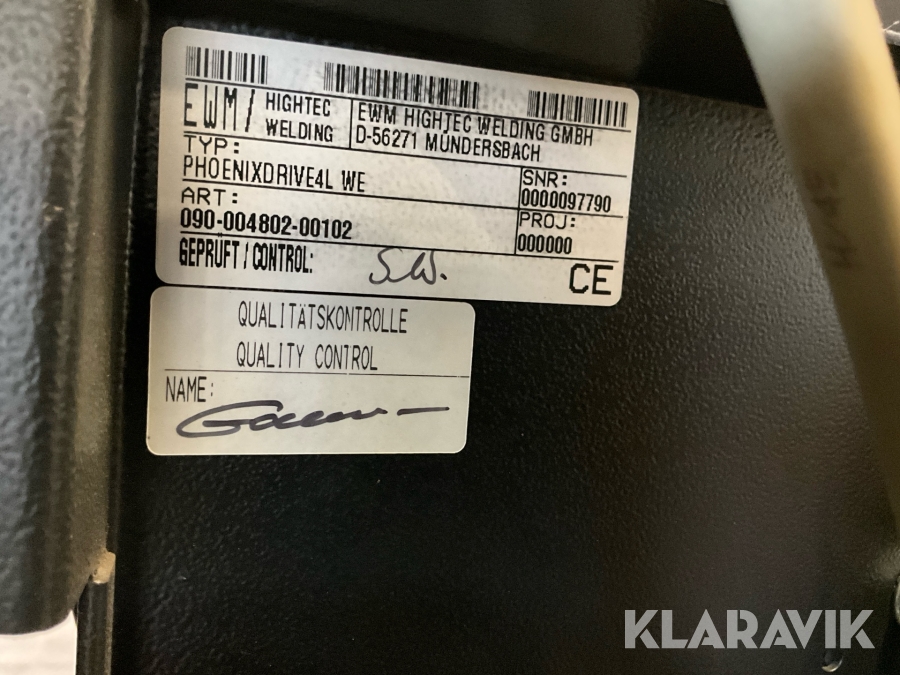 EWM/ HIGHTEC WELDING
EWM HIGHTEC WELDING GMBH
D-56271 MÜNDERSBACH
TYP:
PHOENIXDRIVE4L WE
SNR:
0000097790
ART:
090-004802-00102
PROJ:
000000
GEPRÜFT/CONTROL:
S.W.
CE
QUALITÄTSKONTROLLE
QUALITY CONTROL
NAME:
KLARAVIK